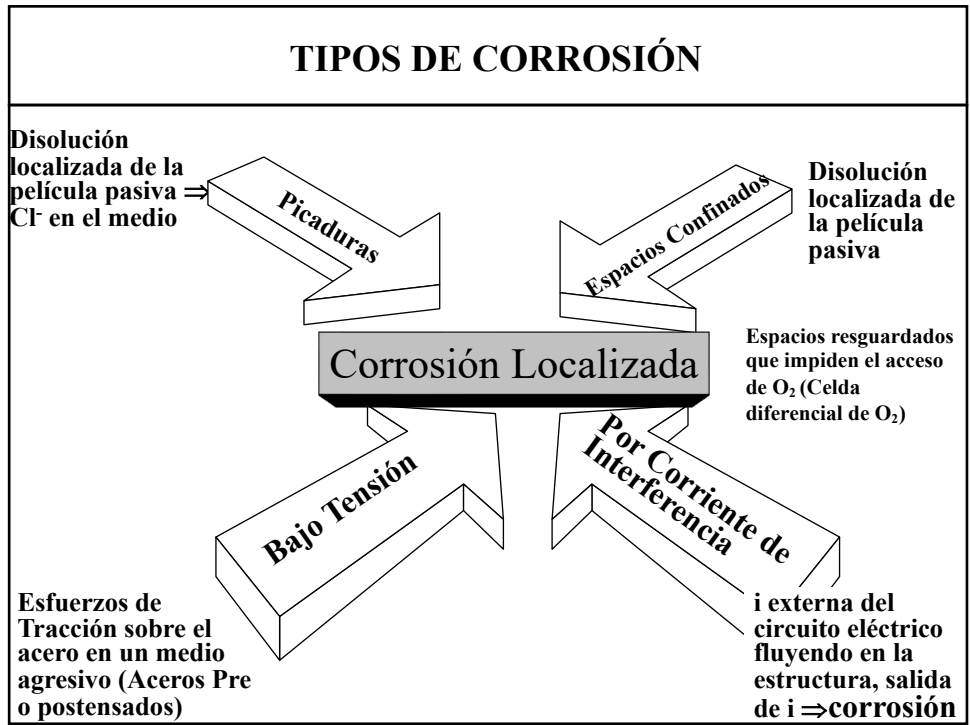 TIPOS DE CORROSIÓN
Disolución
localizada de la
película pasiva ⇒
Cl⁻ en el medio
Picaduras
Espacios Confinados
Disolución
localizada de
la película
pasiva
Corrosión Localizada
Espacios resguardados
que impiden el acceso
de O₂ (Celda
diferencial de O₂)
Bajo Tensión
Por Corriente de
Interferencia
Esfuerzos de
Tracción sobre el
acero en un medio
agresivo (Aceros Pre
o postensados)
i externa del
circuito eléctrico
fluyendo en la
estructura, salida
de i ⇒corrosión